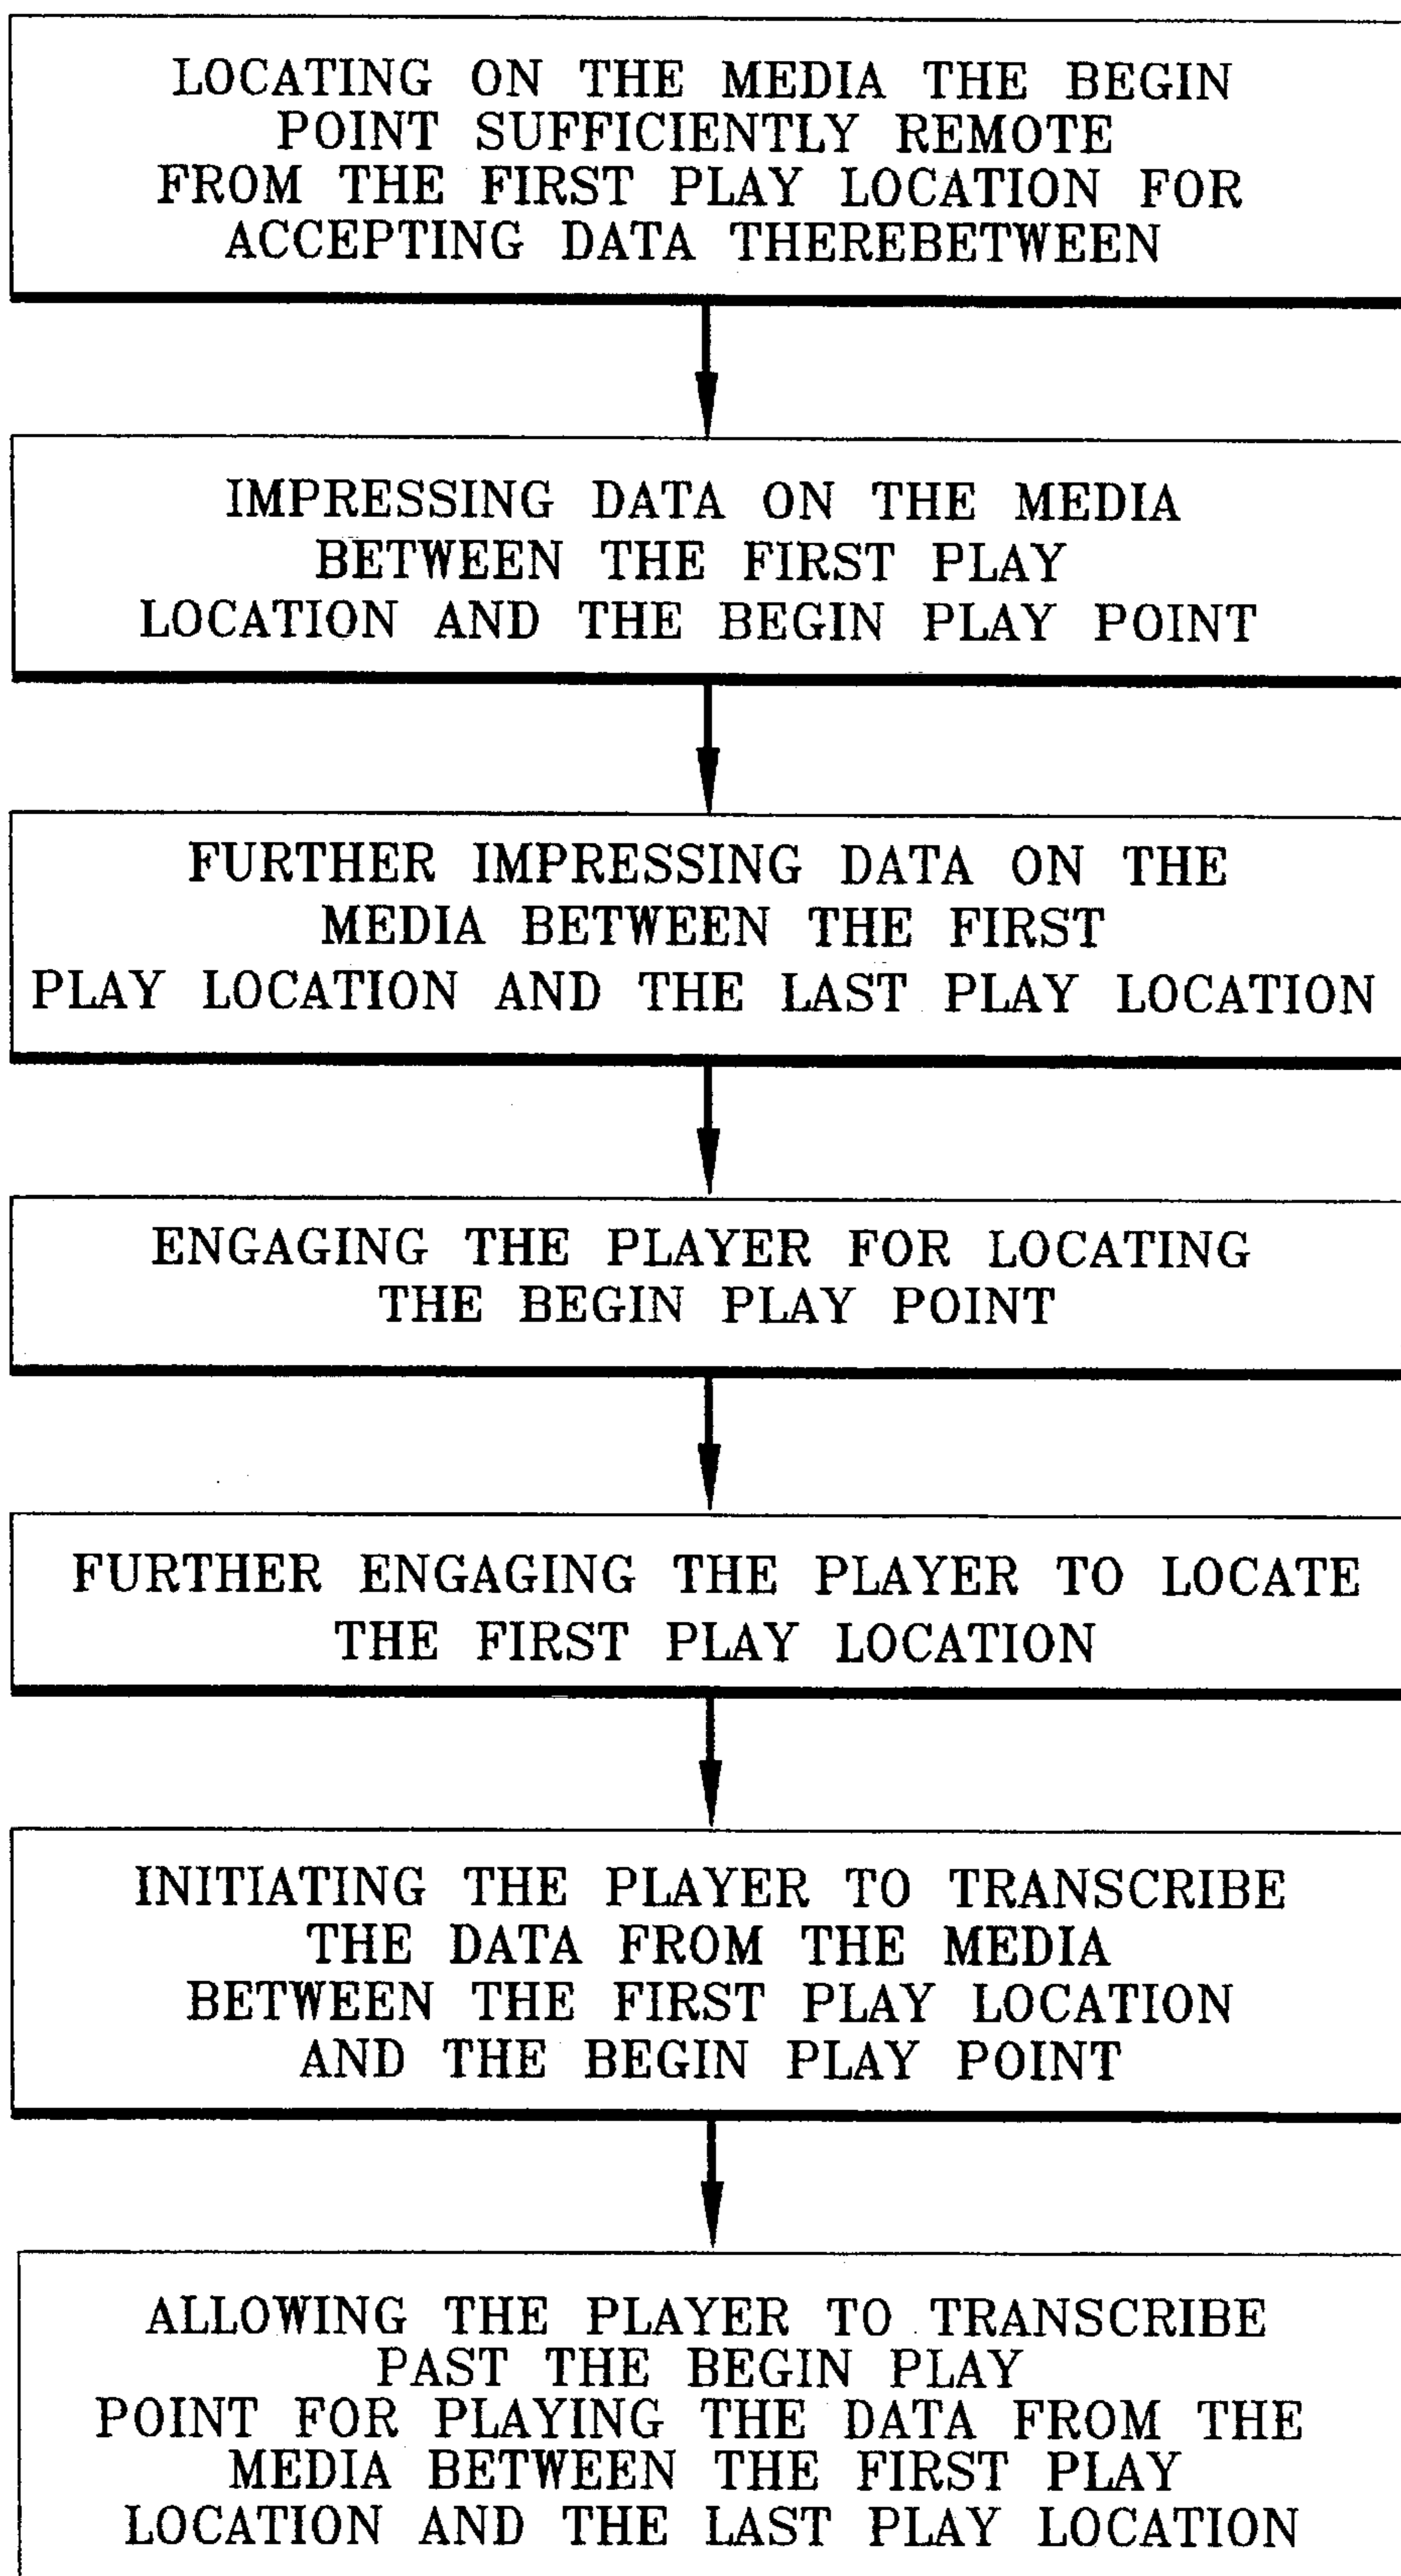 LOCATING ON THE MEDIA THE BEGIN
POINT SUFFICIENTLY REMOTE
FROM THE FIRST PLAY LOCATION FOR
ACCEPTING DATA THEREBETWEEN
IMPRESSING DATA ON THE MEDIA
BETWEEN THE FIRST PLAY
LOCATION AND THE BEGIN PLAY POINT
FURTHER IMPRESSING DATA ON THE
MEDIA BETWEEN THE FIRST
PLAY LOCATION AND THE LAST PLAY LOCATION
ENGAGING THE PLAYER FOR LOCATING
THE BEGIN PLAY POINT
FURTHER ENGAGING THE PLAYER TO LOCATE
THE FIRST PLAY LOCATION
INITIATING THE PLAYER TO TRANSCRIBE
THE DATA FROM THE MEDIA
BETWEEN THE FIRST PLAY LOCATION
AND THE BEGIN PLAY POINT
ALLOWING THE PLAYER TO TRANSCRIBE
PAST THE BEGIN PLAY
POINT FOR PLAYING THE DATA FROM THE
MEDIA BETWEEN THE FIRST PLAY
LOCATION AND THE LAST PLAY LOCATION